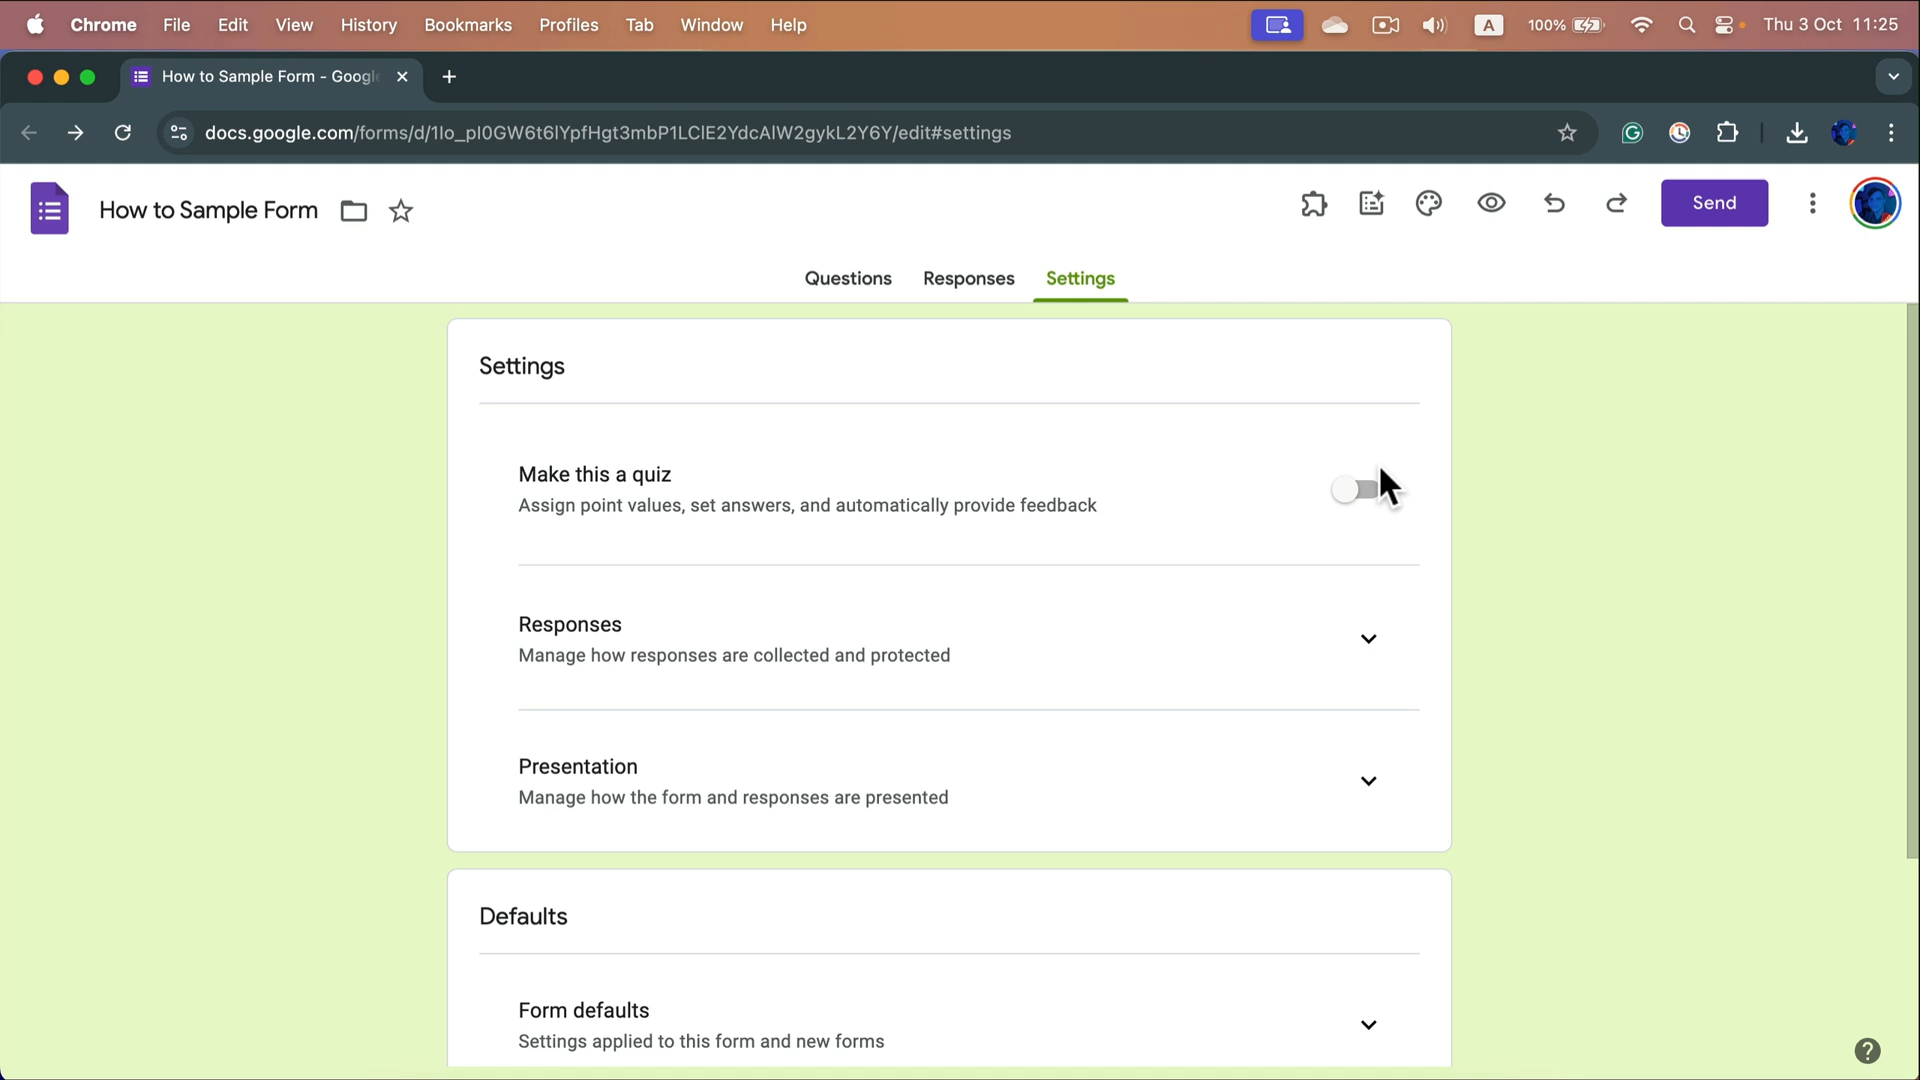 Chrome File Edit View History Bookmarks Profiles Tab Window Help A 100% Thu 3 Oct 11:25
How to Sample Form - Google
docs.google.com/forms/d/1Io_pI0GW6t6IYpfHgt3mbP1LCIE2YdcAIW2gykL2Y6Y/edit#settings
How to Sample Form Send
Questions Responses Settings
Settings
Make this a quiz
Assign point values, set answers, and automatically provide feedback
Responses
Manage how responses are collected and protected
Presentation
Manage how the form and responses are presented
Defaults
Form defaults
Settings applied to this form and new forms